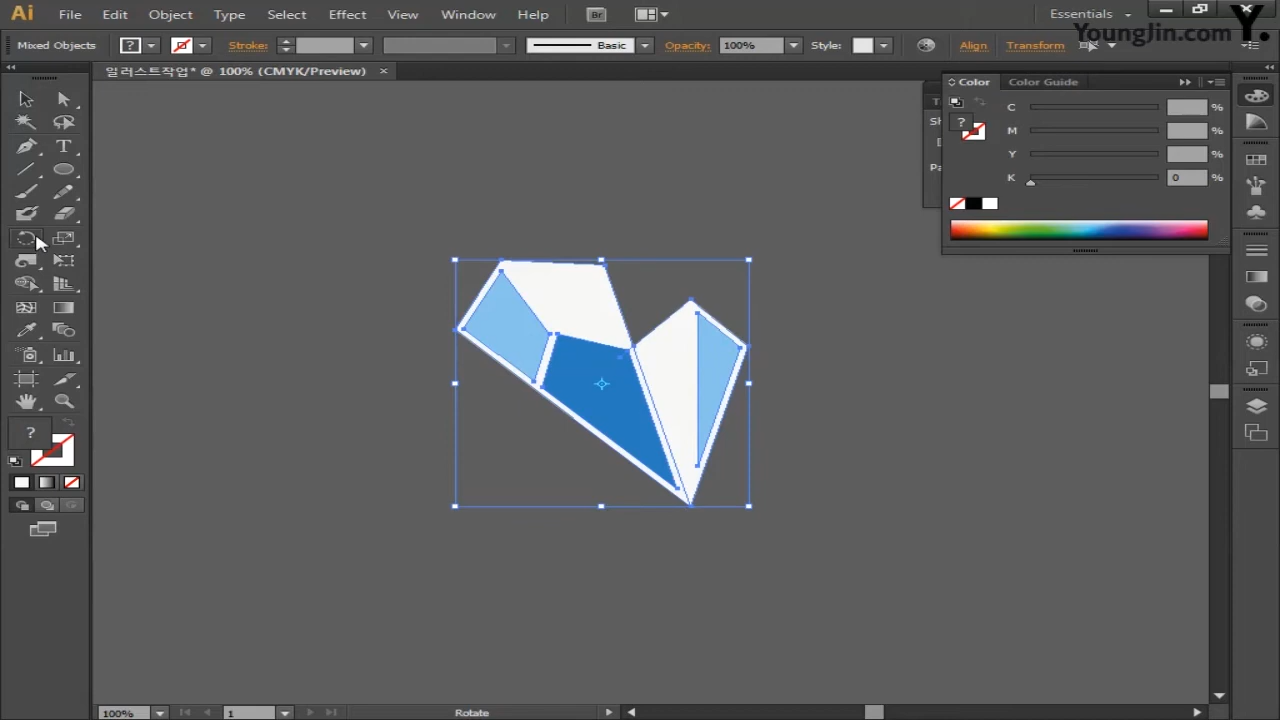 Ai File Edit Object Type Select Effect View Window Help Br Essentials
YoungJin.com Y.
Mixed Objects ? Stroke: Basic Opacity: 100% Style: Align Transform
일러스트작업* @ 100% (CMYK/Preview) ×
Color Color Guide
C %
? M %
Y %
K 0 %
T
Sh
Pa
T
?
100% 1 Rotate